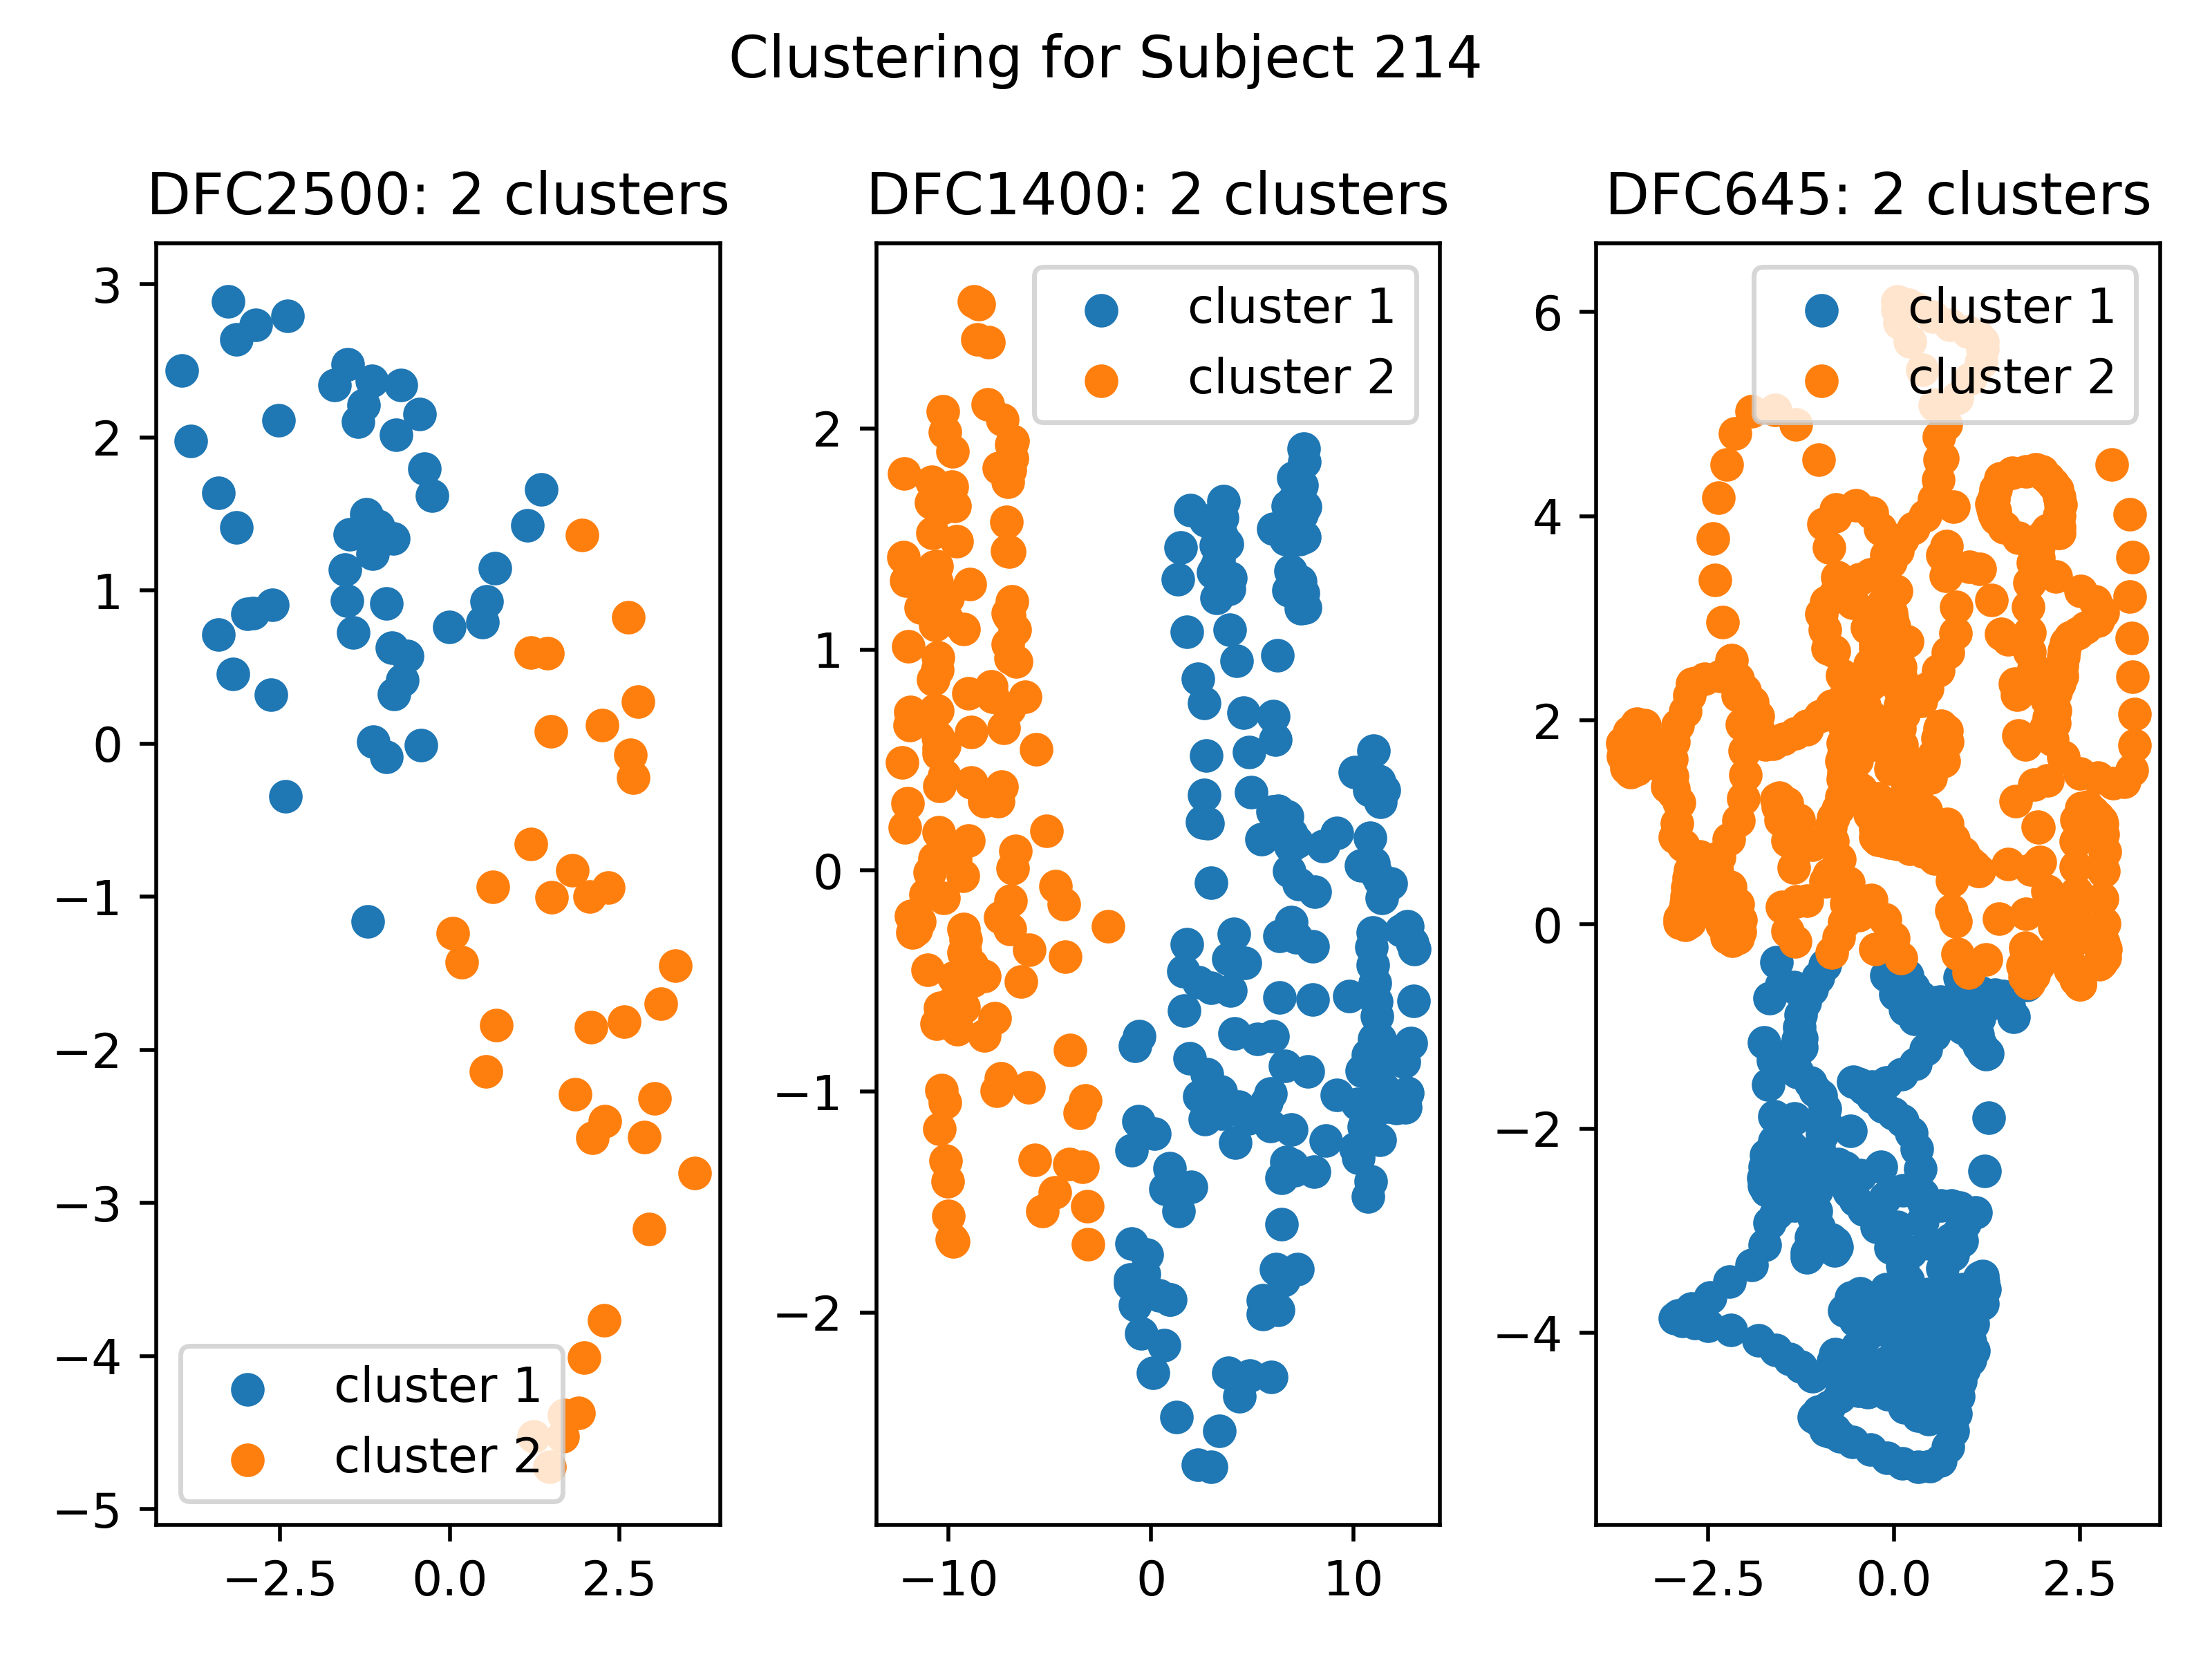 Clustering for Subject 214
DFC2500: 2 clusters
3
2
1
0
−1
−2
−3
−4
−5
−2.5 0.0 2.5
cluster 1
cluster 2
DFC1400: 2 clusters
2
1
0
−1
−2
−10 0 10
cluster 1
cluster 2
DFC645: 2 clusters
6
4
2
0
−2
−4
−2.5 0.0 2.5
cluster 1
cluster 2